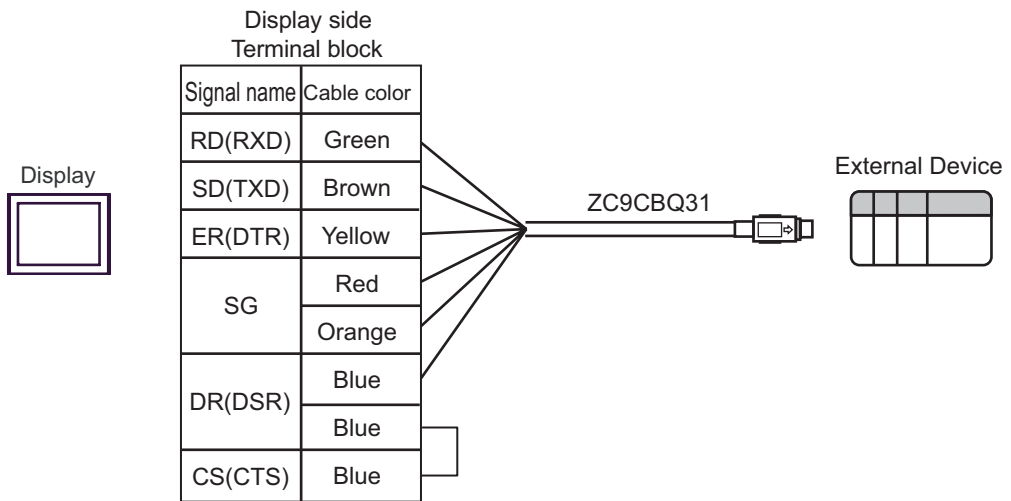 Display side
Terminal block
Signal name Cable color
RD(RXD) Green
SD(TXD) Brown
ER(DTR) Yellow
SG Red
Orange
DR(DSR) Blue
Blue
CS(CTS) Blue
Display
ZC9CBQ31
External Device